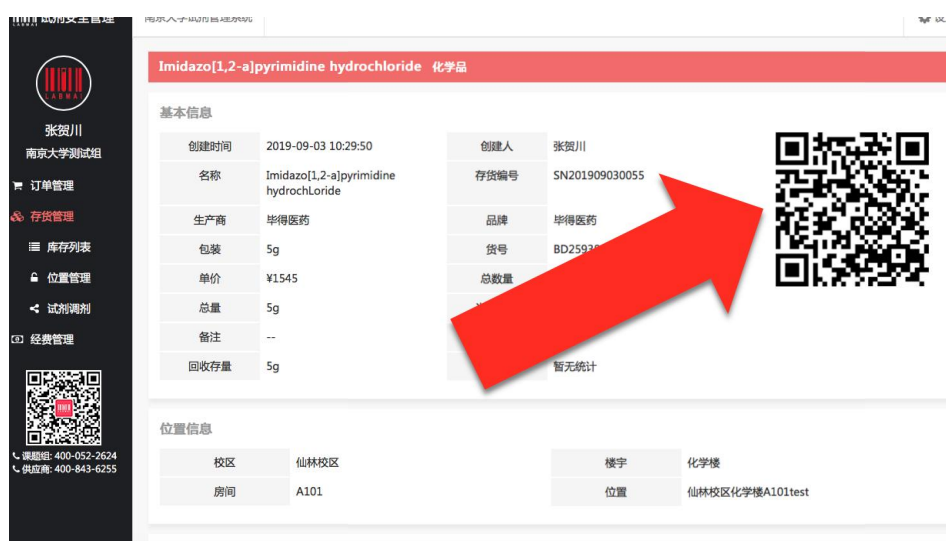 试剂安全管理
南京大学试剂管理系统
LABMAI
张贺川
南京大学测试组
订单管理
存货管理
库存列表
位置管理
试剂调剂
经费管理
课题组: 400-052-2624
供应商: 400-843-6255
Imidazo[1,2-a]pyrimidine hydrochloride 化学品
基本信息
创建时间 2019-09-03 10:29:50 创建人 张贺川
名称 Imidazo[1,2-a]pyrimidine 存货编号 SN201909030055
hydrochLoride
生产商 毕得医药 品牌 毕得医药
包装 5g 货号
单价 ¥1545 总数量
总量 5g
备注 --
回收存量 5g 暂无统计
位置信息
校区 仙林校区 楼宇 化学楼
房间 A101 位置 仙林校区化学楼A101test